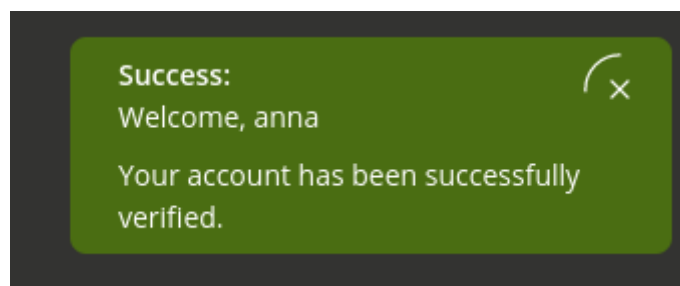 Success:
Welcome, anna
Your account has been successfully
verified.